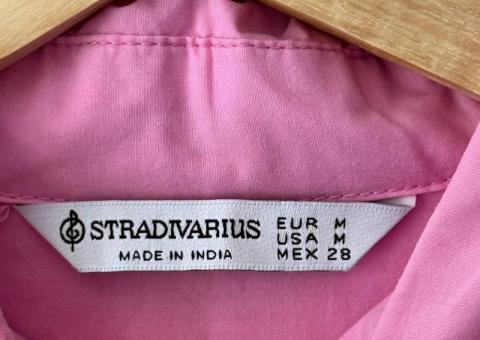 STRADIVARIUS
MADE IN INDIA
EUR M
USA M
MEX 28